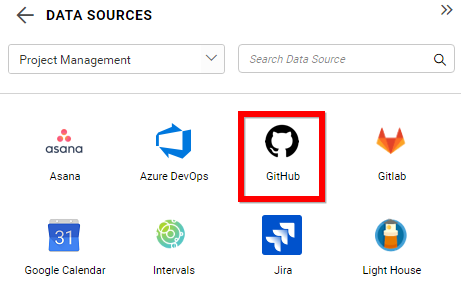 DATA SOURCES
Project Management
Search Data Source
asana
Asana
Azure DevOps
GitHub
Gitlab
31
Google Calendar
Intervals
Jira
Light House